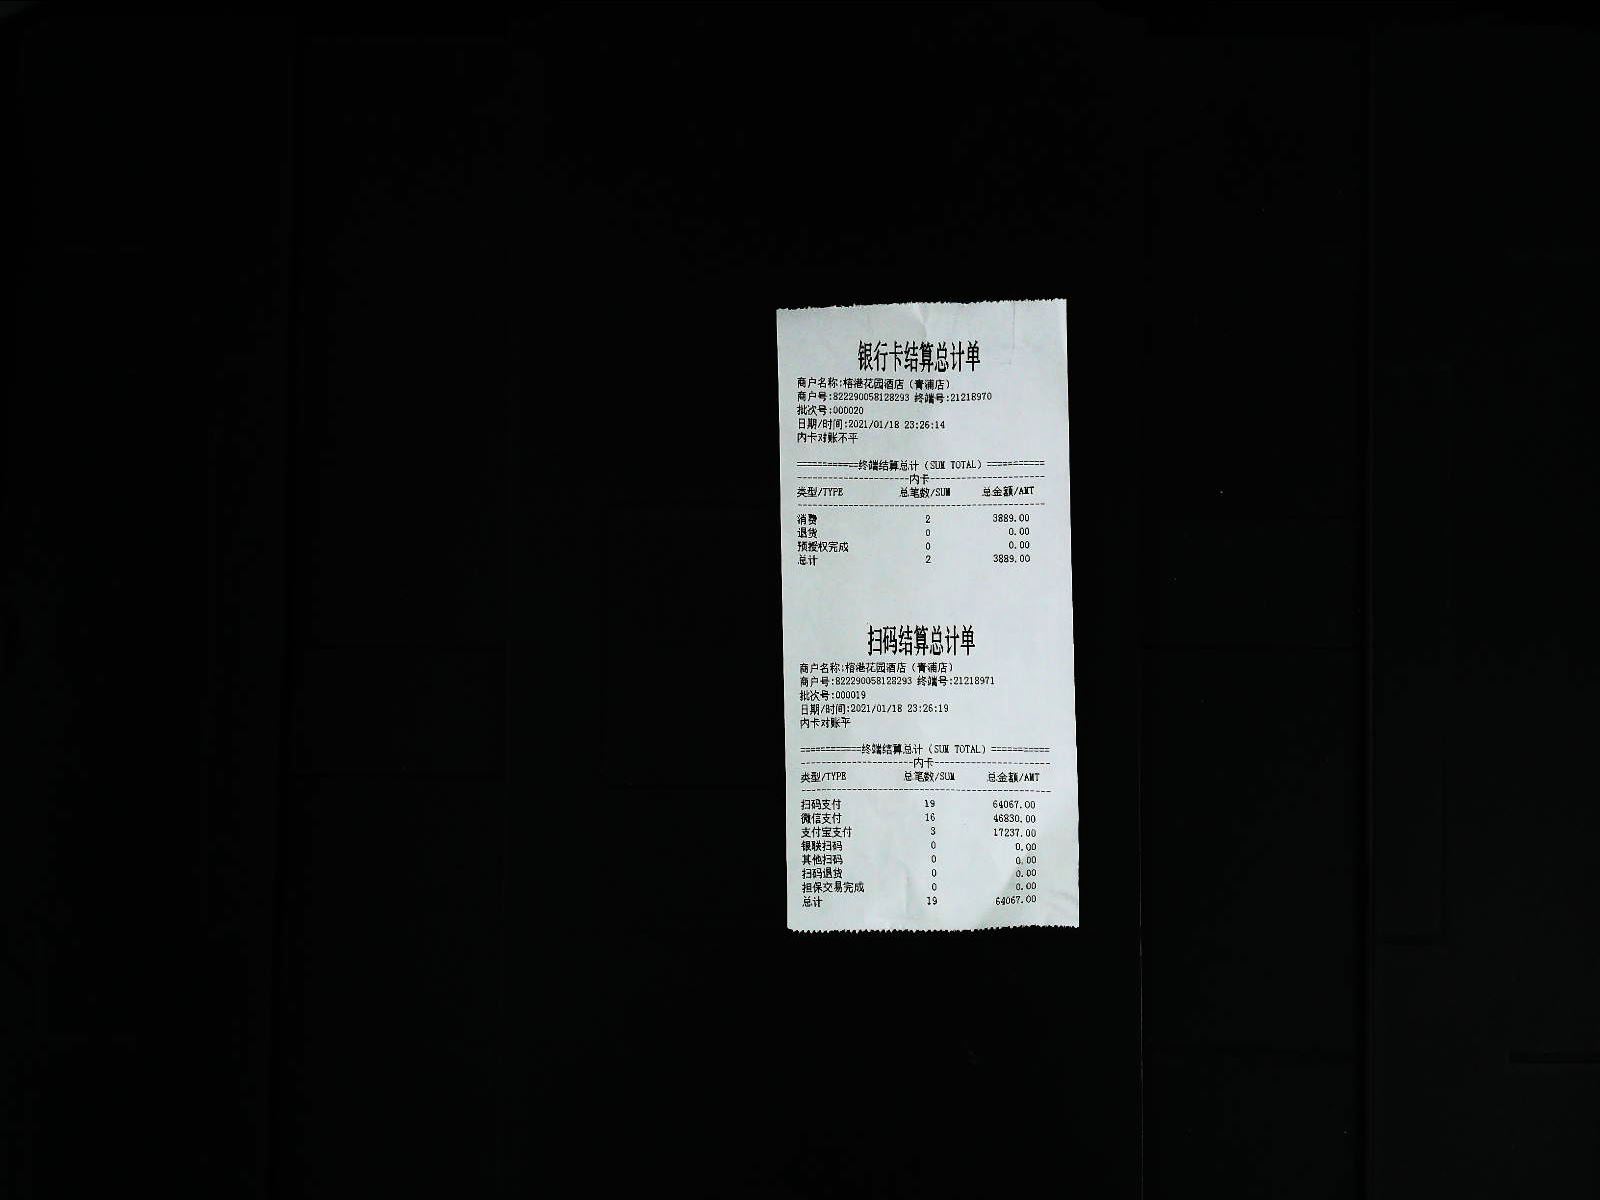 银行卡结算总计单
商户名称:榕港花园酒店（青浦店）
商户号:822290058128293 终端号:21218970
批次号:000020
日期/时间:2021/01/18 23:26:14
内卡对账不平
============终端结算总计（SUM TOTAL）===========
----------------------内卡----------------------
类型/TYPE 总笔数/SUM 总金额/AMT
------------------------------------------------
消费 2 3889.00
退货 0 0.00
预授权完成 0 0.00
总计 2 3889.00
扫码结算总计单
商户名称:榕港花园酒店（青浦店）
商户号:822290058128293 终端号:21218971
批次号:000019
日期/时间:2021/01/18 23:26:19
内卡对账平
============终端结算总计（SUM TOTAL）===========
----------------------内卡----------------------
类型/TYPE 总笔数/SUM 总金额/AMT
------------------------------------------------
扫码支付 19 64067.00
微信支付 16 46830.00
支付宝支付 3 17237.00
银联扫码 0 0.00
其他扫码 0 0.00
扫码退货 0 0.00
担保交易完成 0 0.00
总计 19 64067.00